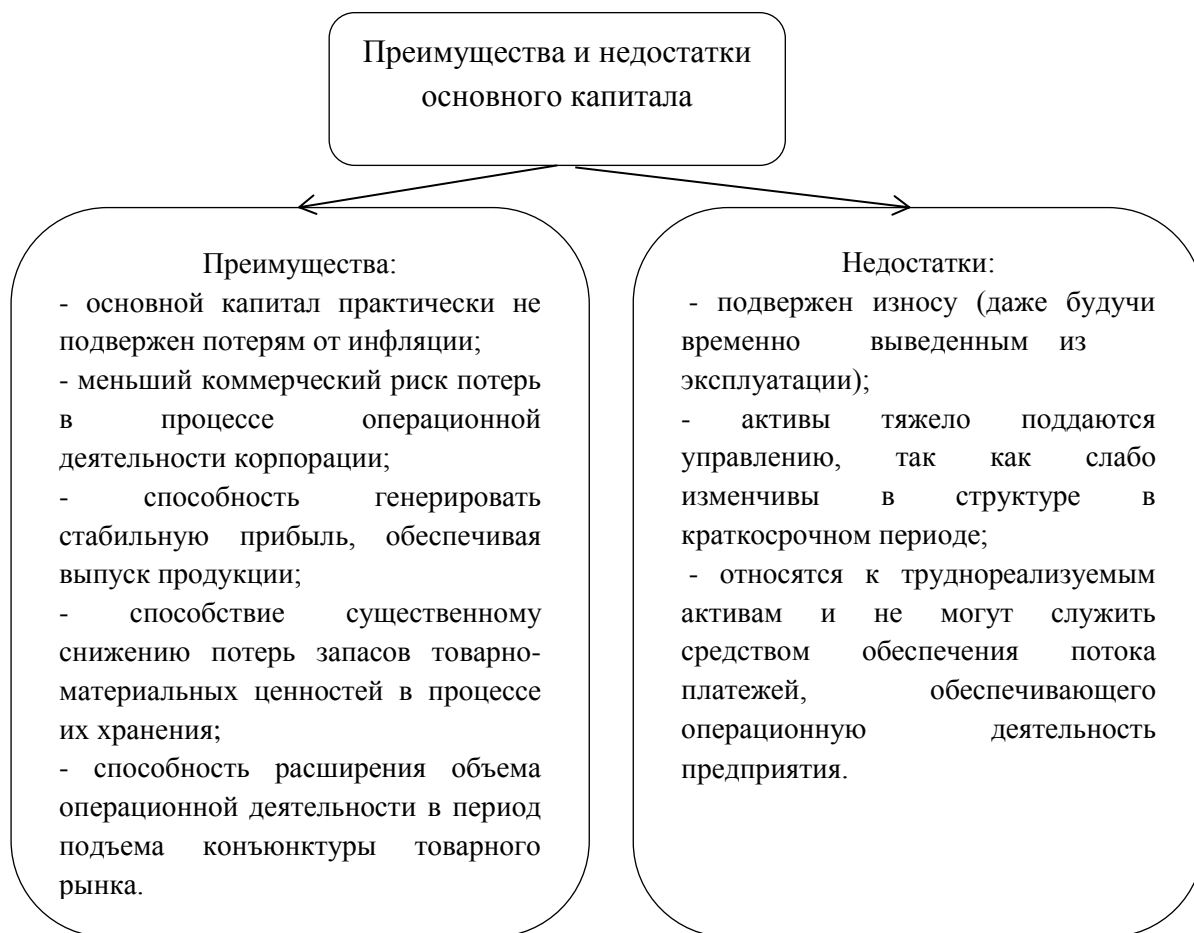 Преимущества и недостатки
основного капитала
Преимущества:
- основной капитал практически не
подвержен потерям от инфляции;
- меньший коммерческий риск потерь
в процессе операционной
деятельности корпорации;
- способность генерировать
стабильную прибыль, обеспечивая
выпуск продукции;
- способствие существенному
снижению потерь запасов товарно-
материальных ценностей в процессе
их хранения;
- способность расширения объема
операционной деятельности в период
подъема конъюнктуры товарного
рынка.
Недостатки:
- подвержен износу (даже будучи
временно выведенным из
эксплуатации);
- активы тяжело поддаются
управлению, так как слабо
изменчивы в структуре в
краткосрочном периоде;
- относятся к труднореализуемым
активам и не могут служить
средством обеспечения потока
платежей, обеспечивающего
операционную деятельность
предприятия.